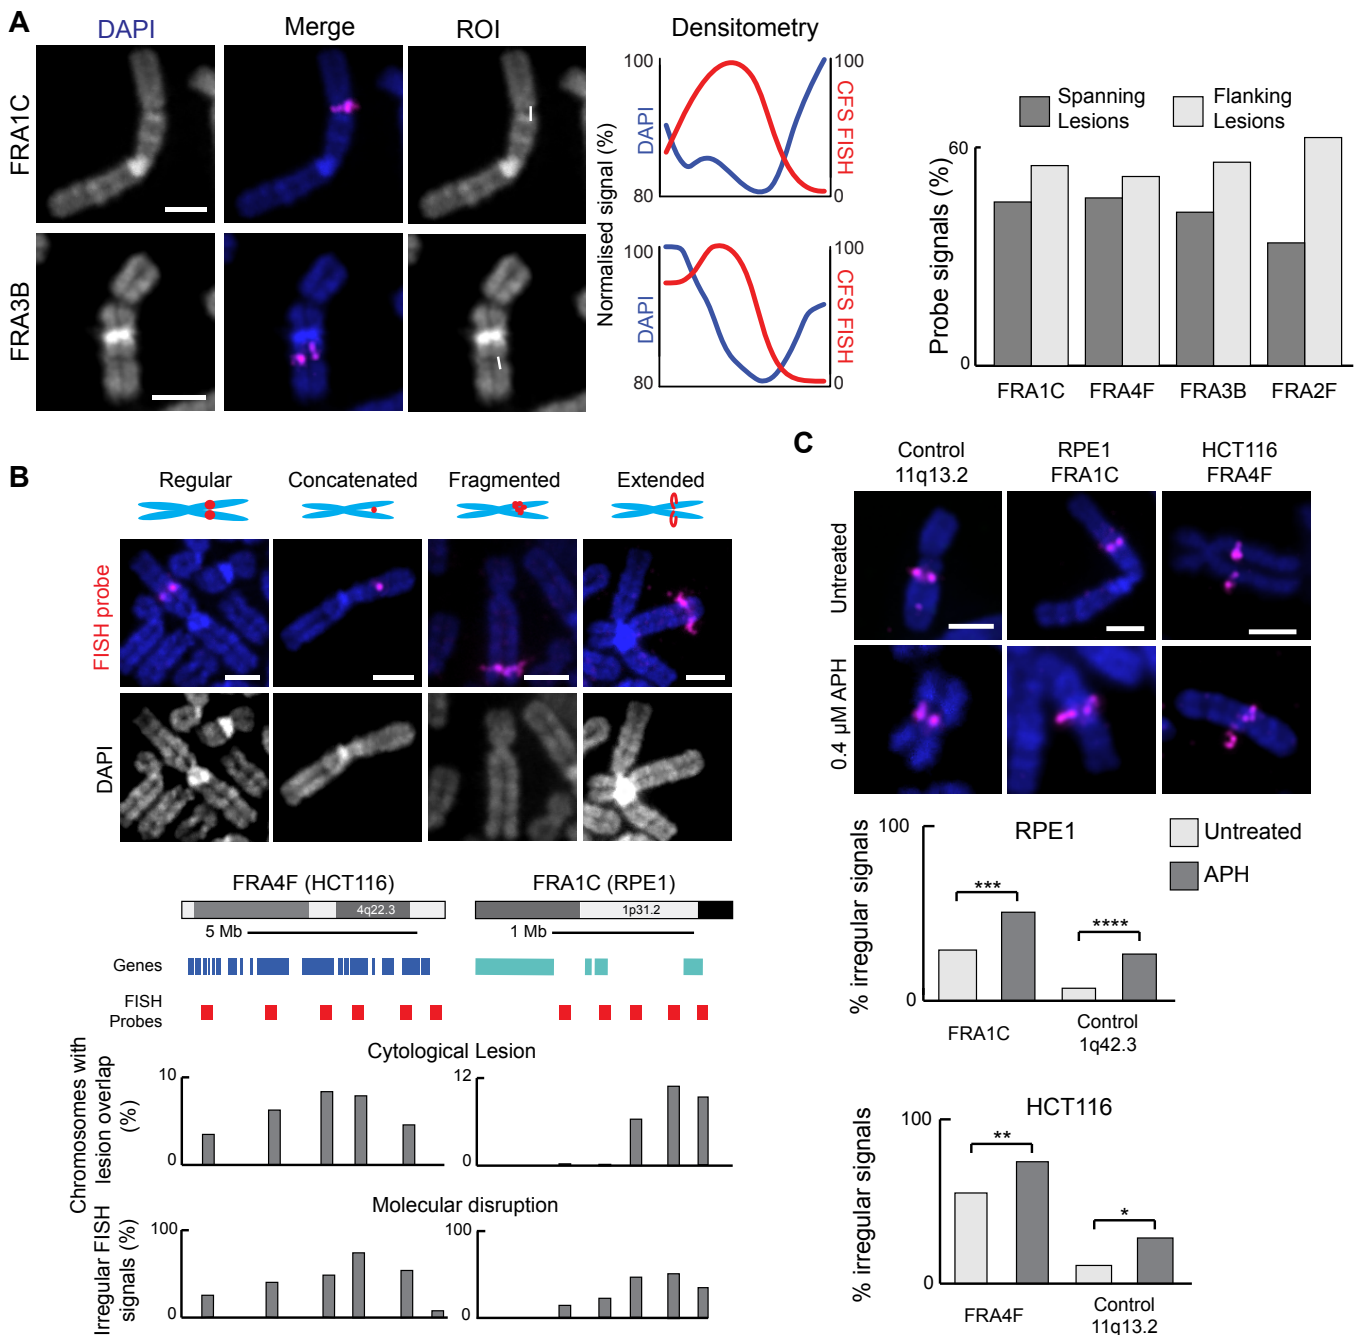 A
DAPI
Merge
ROI
Densitometry
FRA1C
FRA3B
Normalised signal (%)
100
80
DAPI
100
0
CFS FISH
100
80
DAPI
100
0
CFS FISH
Spanning
Lesions
Flanking
Lesions
Probe signals (%)
60
0
FRA1C
FRA4F
FRA3B
FRA2F
B
Regular
Concatenated
Fragmented
Extended
FISH probe
DAPI
FRA4F (HCT116)
FRA1C (RPE1)
4q22.3
1p31.2
5 Mb
1 Mb
Genes
FISH
Probes
Cytological Lesion
Chromosomes with
lesion overlap
(%)
10
0
12
0
Molecular disruption
Irregular FISH
signals (%)
100
0
100
0
C
Control
11q13.2
RPE1
FRA1C
HCT116
FRA4F
Untreated
0.4 µM APH
RPE1
Untreated
APH
% irregular signals
100
0
***
****
FRA1C
Control
1q42.3
HCT116
% irregular signals
100
0
**
*
FRA4F
Control
11q13.2